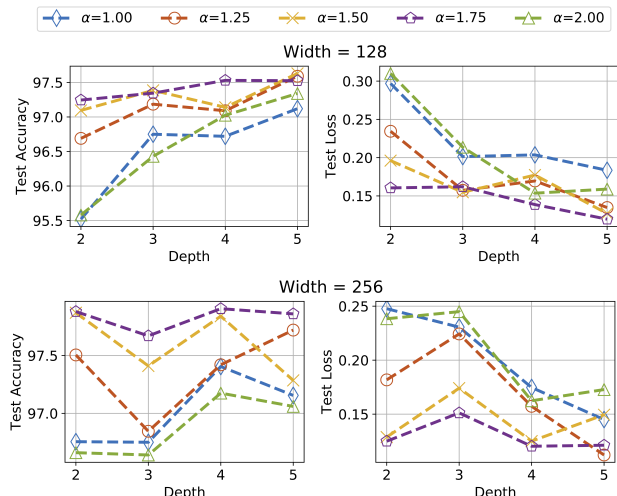 α=1.00 α=1.25 α=1.50 α=1.75 α=2.00
Width = 128
Test Accuracy
97.5
97.0
96.5
96.0
95.5
2 3 4 5
Depth
Test Loss
0.30
0.25
0.20
0.15
2 3 4 5
Depth
Width = 256
Test Accuracy
97.5
97.0
2 3 4 5
Depth
Test Loss
0.25
0.20
0.15
2 3 4 5
Depth